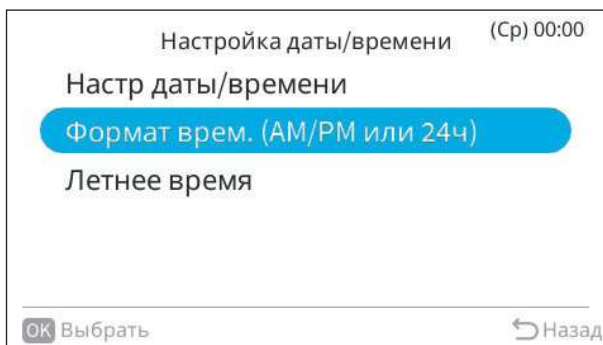 Настройка даты/времени (Ср) 00:00
Настр даты/времени
Формат врем. (AM/PM или 24ч)
Летнее время
OK Выбрать Назад